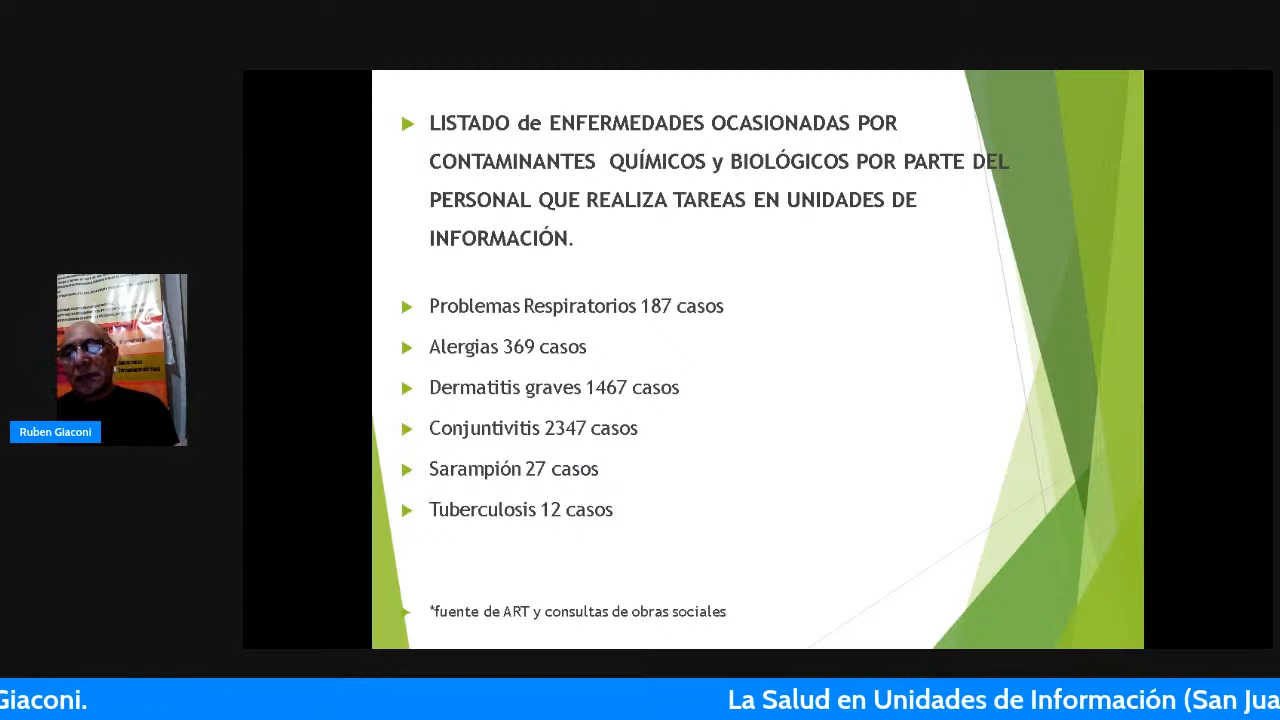 LISTADO de ENFERMEDADES OCASIONADAS POR
CONTAMINANTES QUÍMICOS y BIOLÓGICOS POR PARTE DEL
PERSONAL QUE REALIZA TAREAS EN UNIDADES DE
INFORMACIÓN.
Problemas Respiratorios 187 casos
Alergias 369 casos
Dermatitis graves 1467 casos
Conjuntivitis 2347 casos
Sarampión 27 casos
Tuberculosis 12 casos
*fuente de ART y consultas de obras sociales
Ruben Giaconi
Giaconi.
La Salud en Unidades de Información (San Jua